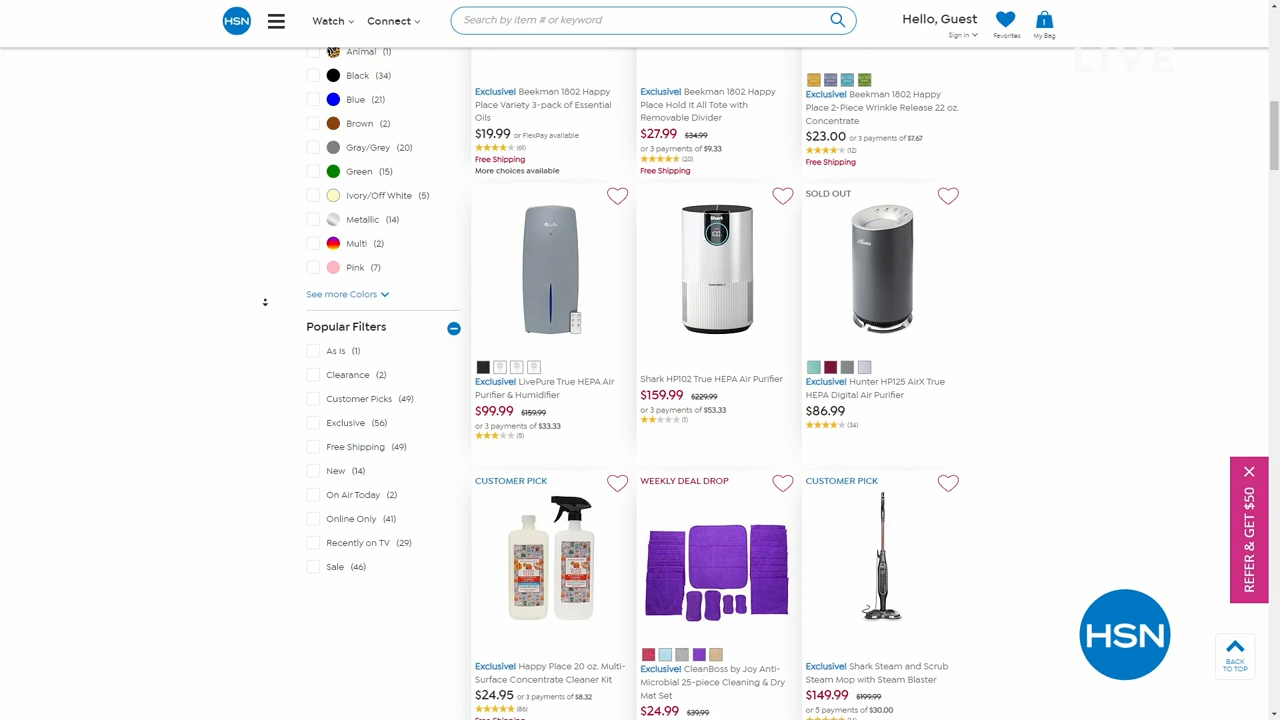 HSN
Watch
Connect
Search by item # or keyword
Hello, Guest
Sign In
Favorites
1
My Bag
LIVE
Animal (1)
Black (34)
Blue (21)
Brown (2)
Gray/Grey (20)
Green (15)
Ivory/Off White (5)
Metallic (14)
Multi (2)
Pink (7)
See more Colors
Popular Filters
As Is (1)
Clearance (2)
Customer Picks (49)
Exclusive (56)
Free Shipping (49)
New (14)
On Air Today (2)
Online Only (41)
Recently on TV (29)
Sale (46)
Exclusive! Beekman 1802 Happy
Place Variety 3-pack of Essential
Oils
$19.99 or FlexPay available
(61)
Free Shipping
More choices available
Exclusive! Beekman 1802 Happy
Place Hold It All Tote with
Removable Divider
$27.99 $34.99
or 3 payments of $9.33
(20)
Free Shipping
Exclusive! Beekman 1802 Happy
Place 2-Piece Wrinkle Release 22 oz.
Concentrate
$23.00 or 3 payments of $7.67
(12)
Free Shipping
Exclusive! LivePure True HEPA Air
Purifier & Humidifier
$99.99 $159.99
or 3 payments of $33.33
(5)
Shark
Shark HP102 True HEPA Air Purifier
$159.99 $229.99
or 3 payments of $53.33
(1)
SOLD OUT
Hunter
Exclusive! Hunter HP125 AirX True
HEPA Digital Air Purifier
$86.99
(34)
CUSTOMER PICK
Exclusive! Happy Place 20 oz. Multi-
Surface Concentrate Cleaner Kit
$24.95 or 3 payments of $8.32
(86)
Free Shipping
WEEKLY DEAL DROP
Exclusive! CleanBoss by Joy Anti-
Microbial 25-piece Cleaning & Dry
Mat Set
$24.99 $39.99
CUSTOMER PICK
Exclusive! Shark Steam and Scrub
Steam Mop with Steam Blaster
$149.99 $199.99
or 5 payments of $30.00
REFER & GET $50
HSN
BACK
TO TOP